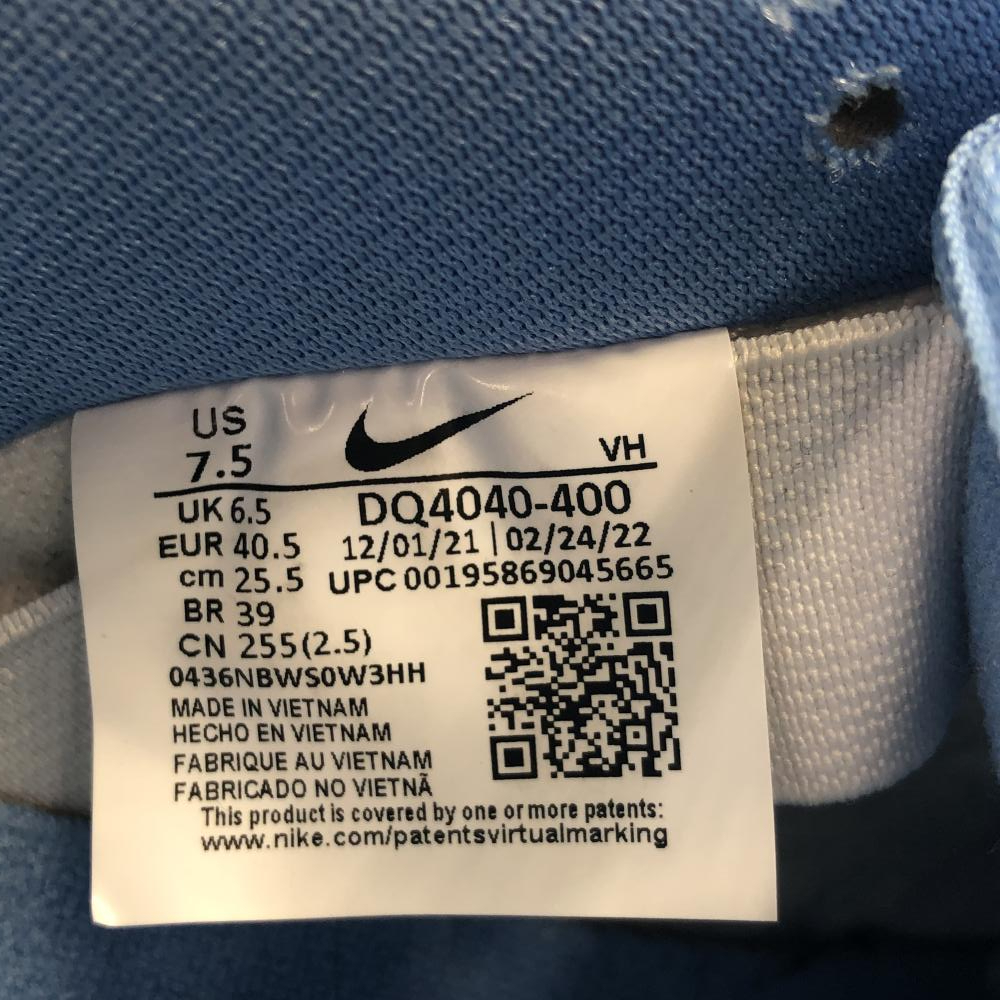 US
7.5
VH
UK 6.5
DQ4040-400
EUR 40.5
12/01/21 | 02/24/22
cm 25.5
UPC 00195869045665
BR 39
CN 255(2.5)
0436NBWS0W3HH
MADE IN VIETNAM
HECHO EN VIETNAM
FABRIQUE AU VIETNAM
FABRICADO NO VIETNÃ
This product is covered by one or more patents:
www.nike.com/patentsvirtualmarking